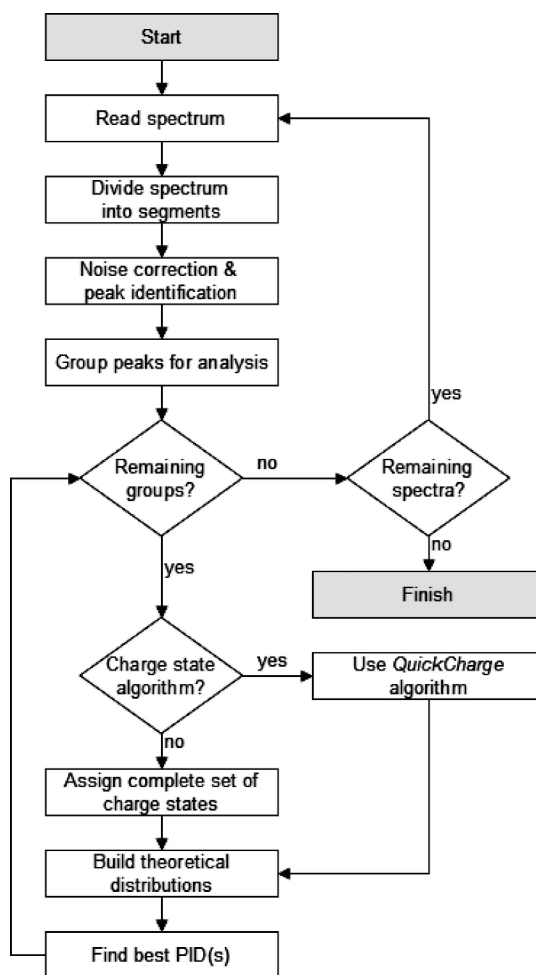 Start
Read spectrum
Divide spectrum
into segments
Noise correction &
peak identification
Group peaks for analysis
yes
Remaining
groups?
no
Remaining
spectra?
no
Finish
yes
Charge state
algorithm?
yes
Use QuickCharge
algorithm
no
Assign complete set of
charge states
Build theoretical
distributions
Find best PID(s)